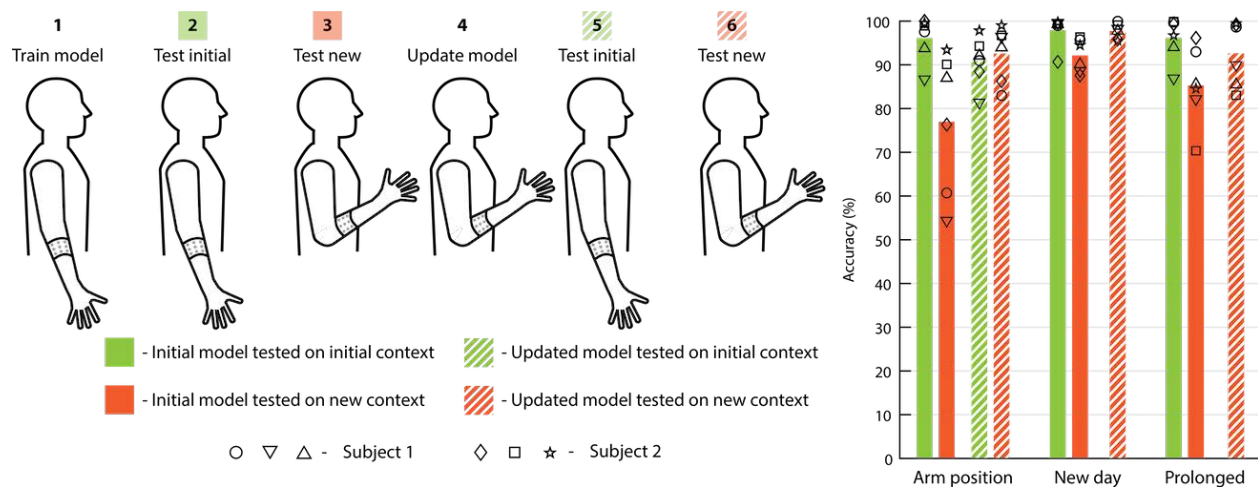 1 2 3 4 5 6
Train model Test initial Test new Update model Test initial Test new
- Initial model tested on initial context
- Updated model tested on initial context
- Initial model tested on new context
- Updated model tested on new context
- Subject 1
- Subject 2
Accuracy (%)
100
90
80
70
60
50
40
30
20
10
0
Arm position New day Prolonged